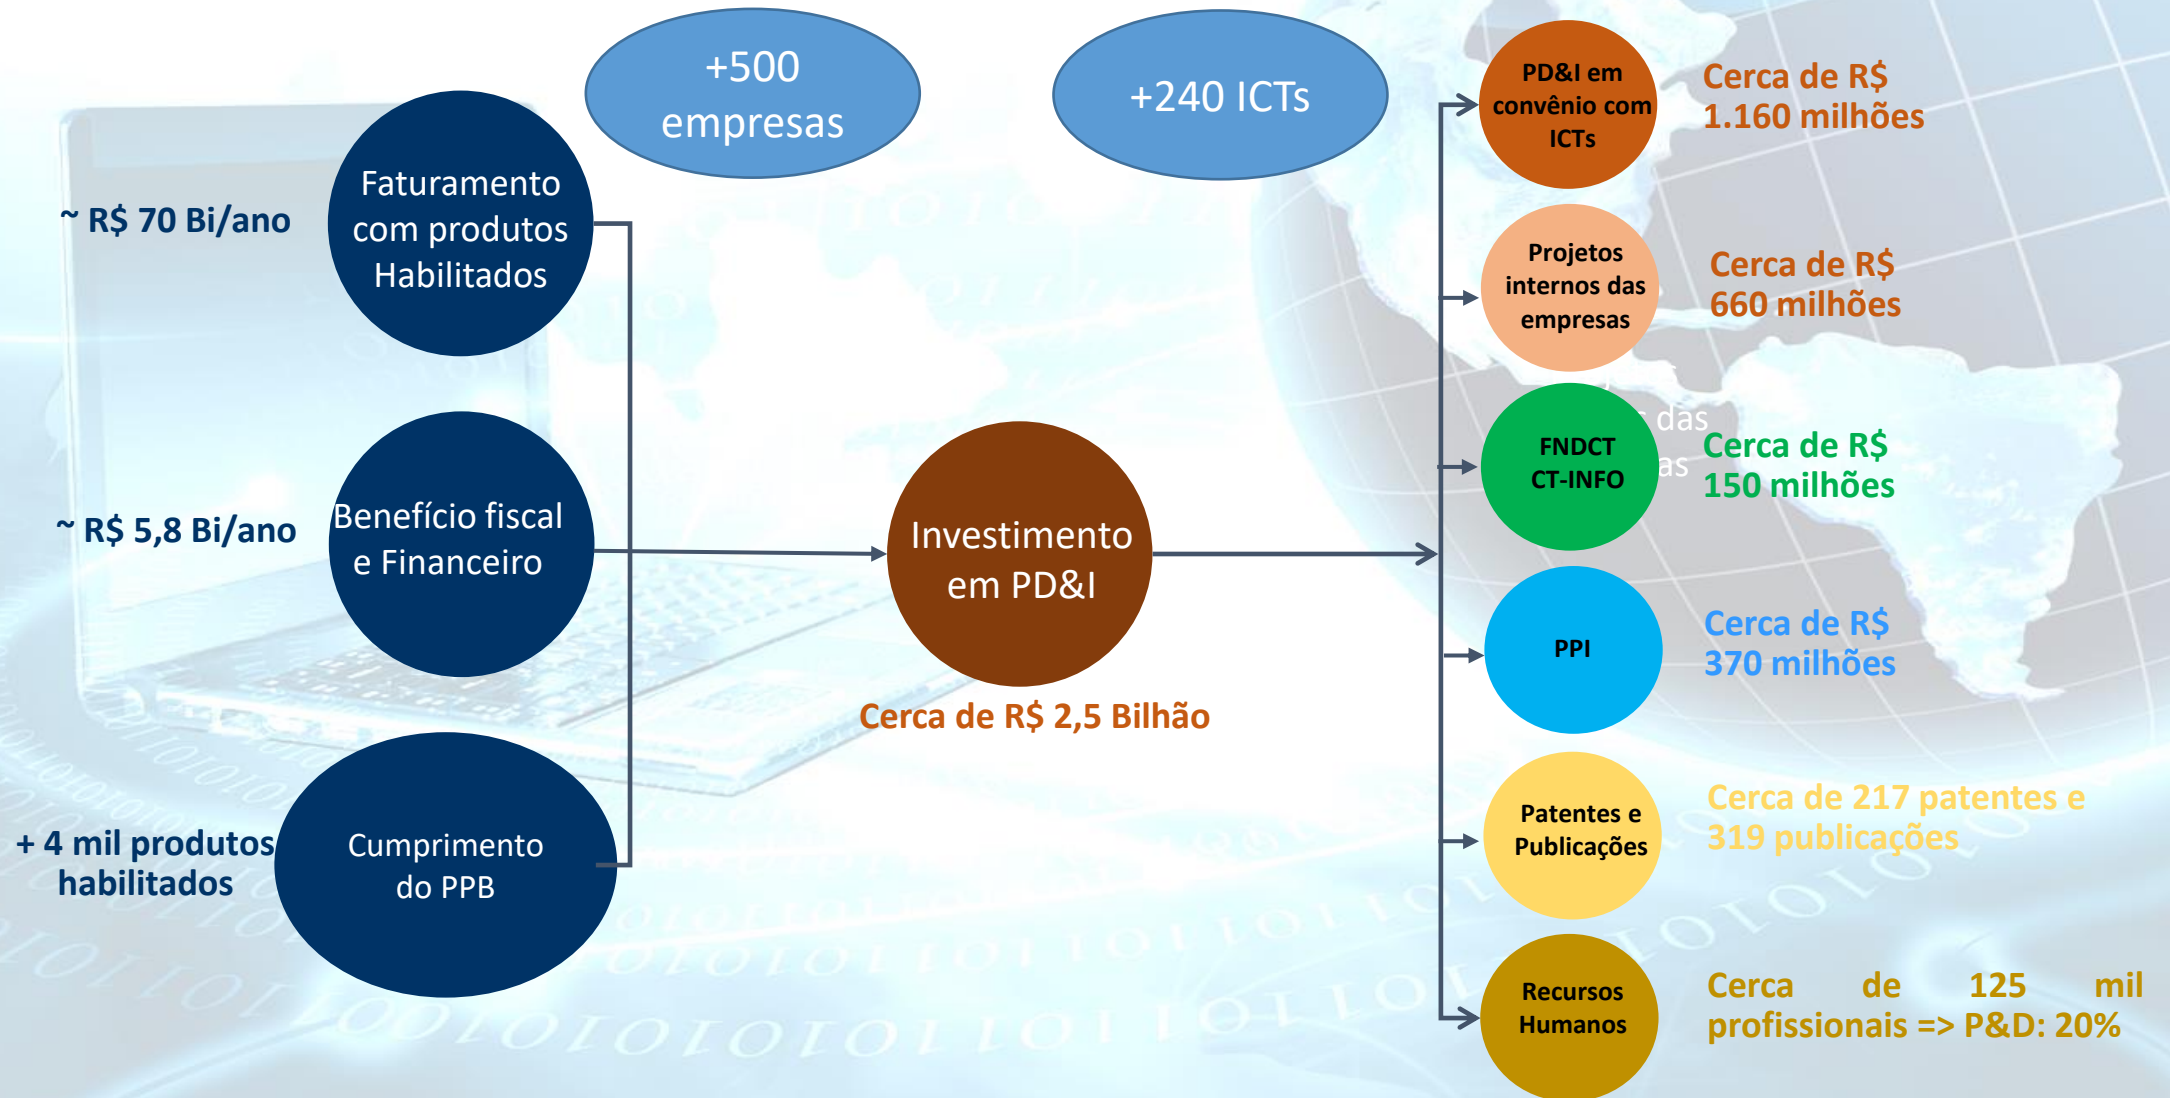 +500
empresas
+240 ICTs
~ R$ 70 Bi/ano
Faturamento
com produtos
Habilitados
~ R$ 5,8 Bi/ano
Benefício fiscal
e Financeiro
+ 4 mil produtos
habilitados
Cumprimento
do PPB
Investimento
em PD&I
Cerca de R$ 2,5 Bilhão
PD&I em
convênio com
ICTs
Cerca de R$
1.160 milhões
Projetos
internos das
empresas
Cerca de R$
660 milhões
das
as
FNDCT
CT-INFO
Cerca de R$
150 milhões
PPI
Cerca de R$
370 milhões
Patentes e
Publicações
Cerca de 217 patentes e
319 publicações
Recursos
Humanos
Cerca de 125 mil
profissionais => P&D: 20%